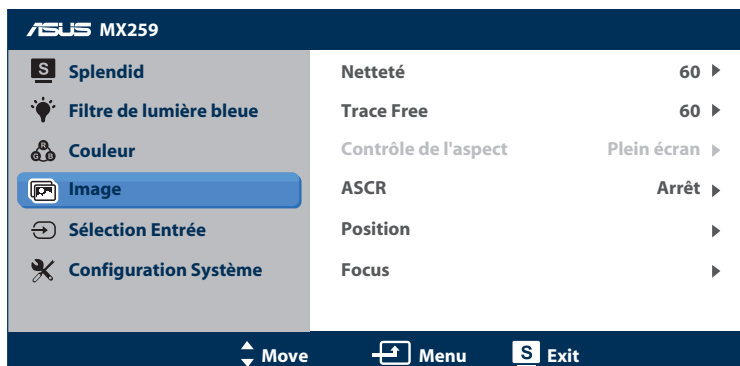 ASUS MX259
S Splendid
Filtre de lumière bleue
R G B Couleur
Image
Sélection Entrée
Configuration Système
Netteté 60
Trace Free 60
Contrôle de l'aspect Plein écran
ASCR Arrêt
Position
Focus
Move Menu S Exit